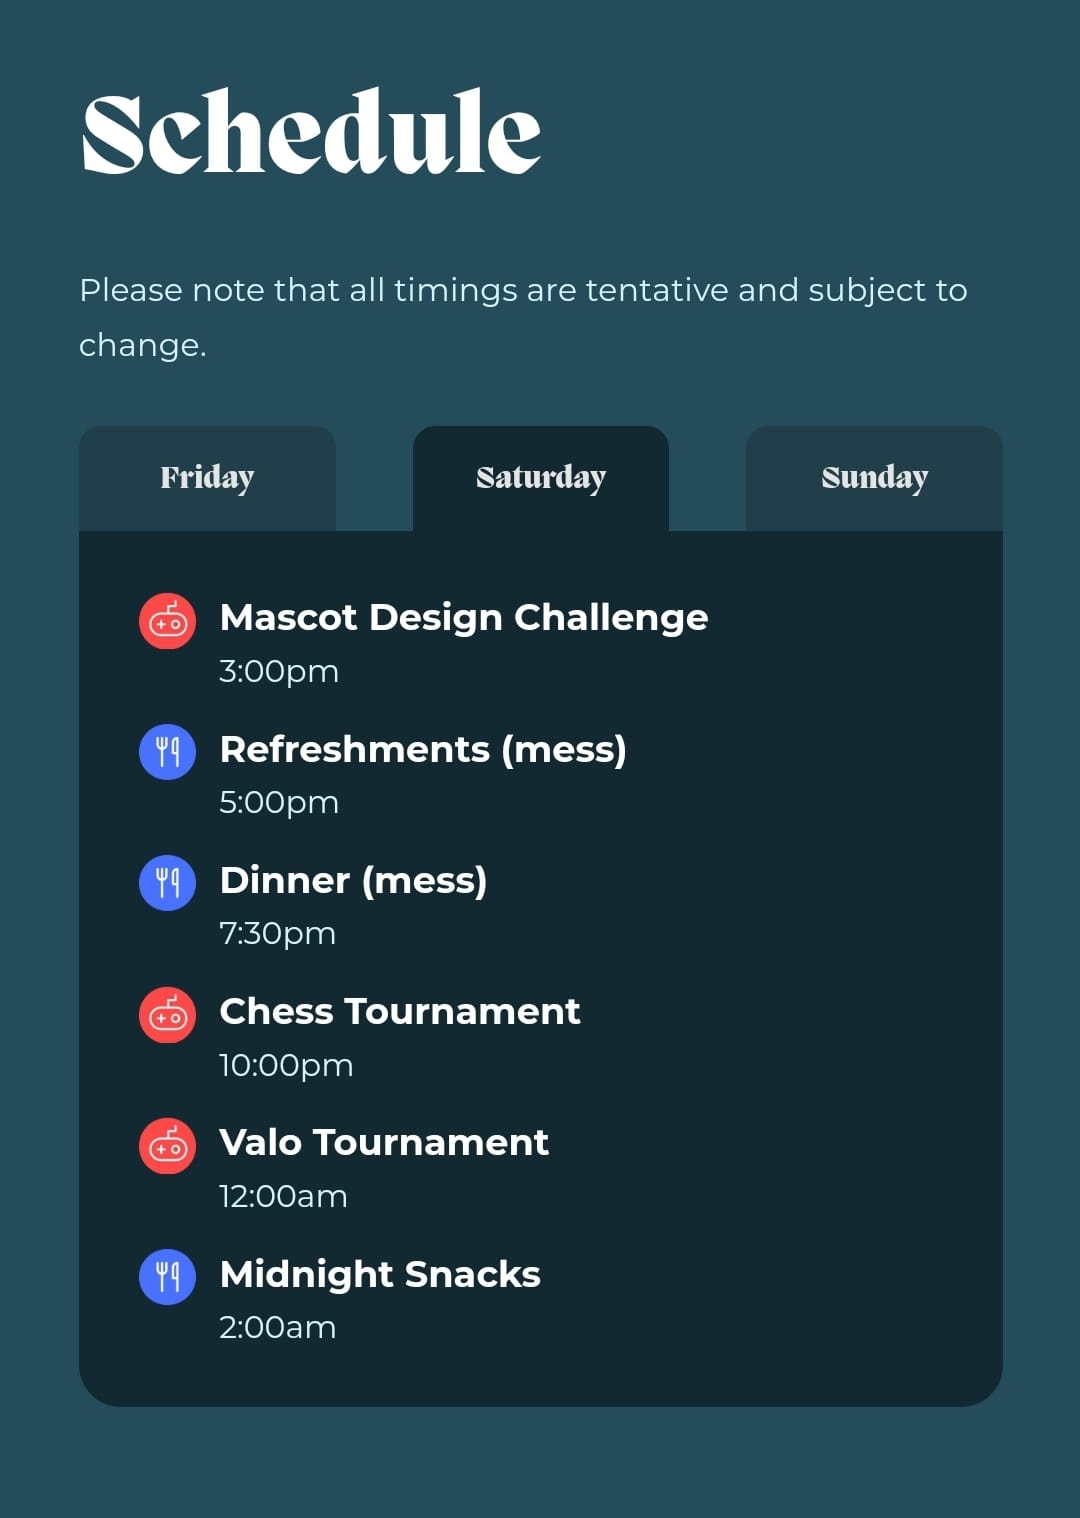 Schedule
Please note that all timings are tentative and subject to
change.
Friday
Saturday
Sunday
Mascot Design Challenge
3:00pm
Refreshments (mess)
5:00pm
Dinner (mess)
7:30pm
Chess Tournament
10:00pm
Valo Tournament
12:00am
Midnight Snacks
2:00am